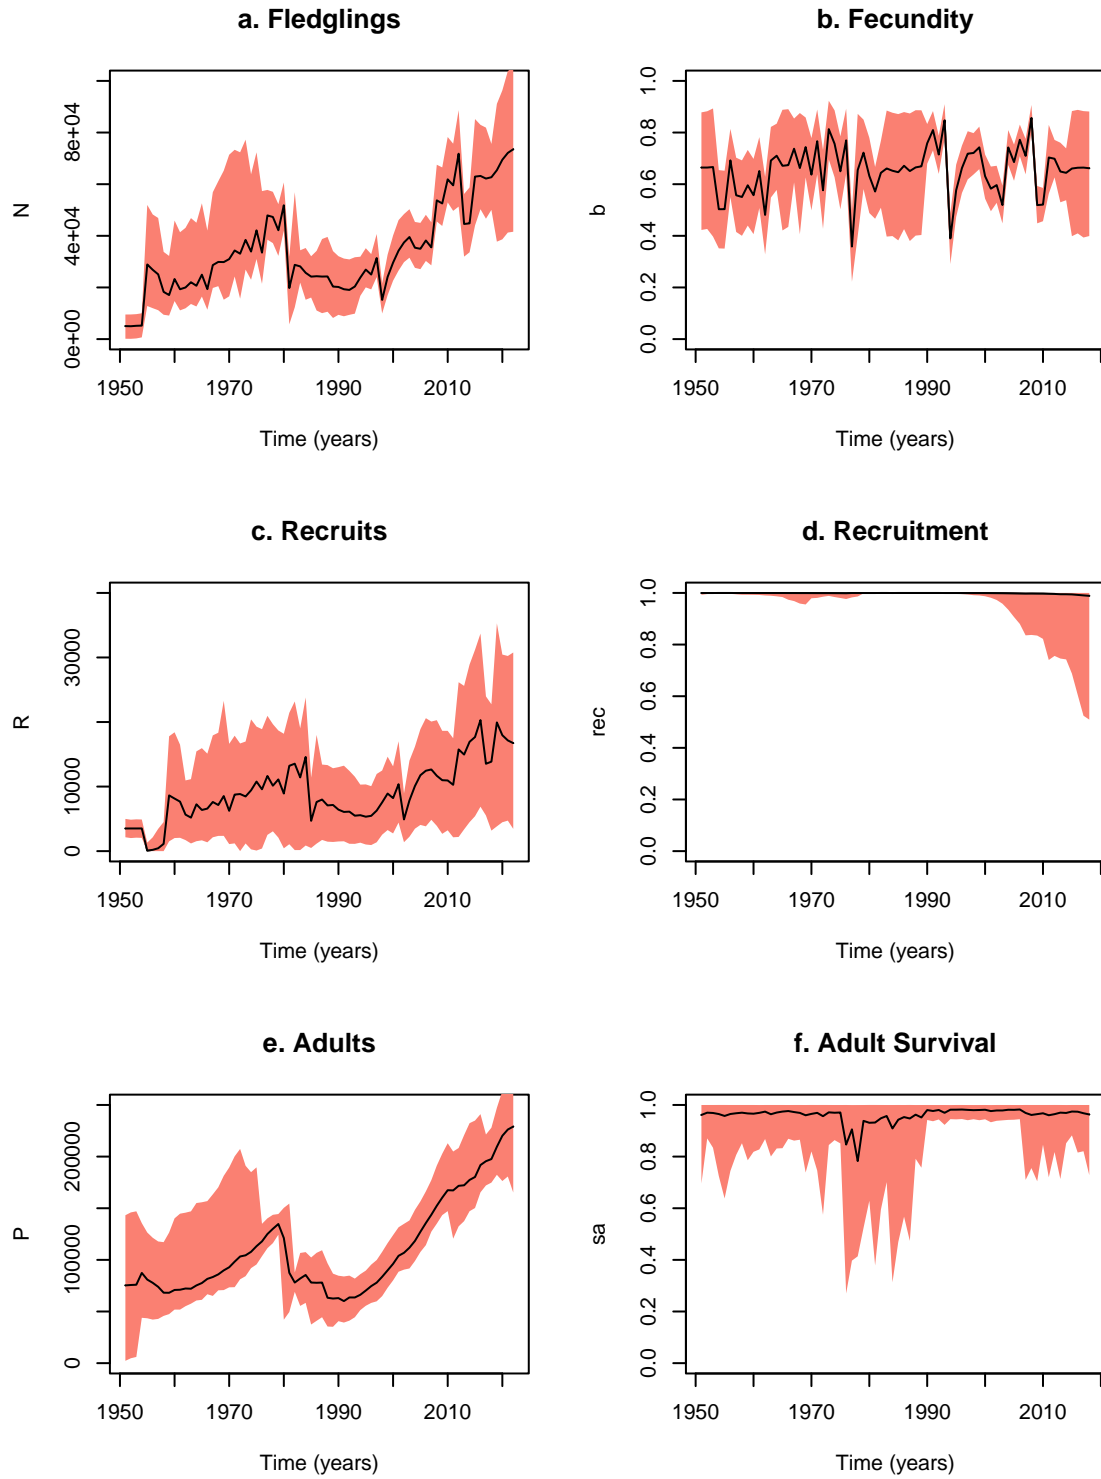 a. Fledglings
N
0e+00 4e+04 8e+04
1950 1970 1990 2010
Time (years)
b. Fecundity
b
0.0 0.2 0.4 0.6 0.8 1.0
1950 1970 1990 2010
Time (years)
c. Recruits
R
0 10000 30000
1950 1970 1990 2010
Time (years)
d. Recruitment
rec
0.0 0.2 0.4 0.6 0.8 1.0
1950 1970 1990 2010
Time (years)
e. Adults
P
0 100000 200000
1950 1970 1990 2010
Time (years)
f. Adult Survival
sa
0.0 0.2 0.4 0.6 0.8 1.0
1950 1970 1990 2010
Time (years)